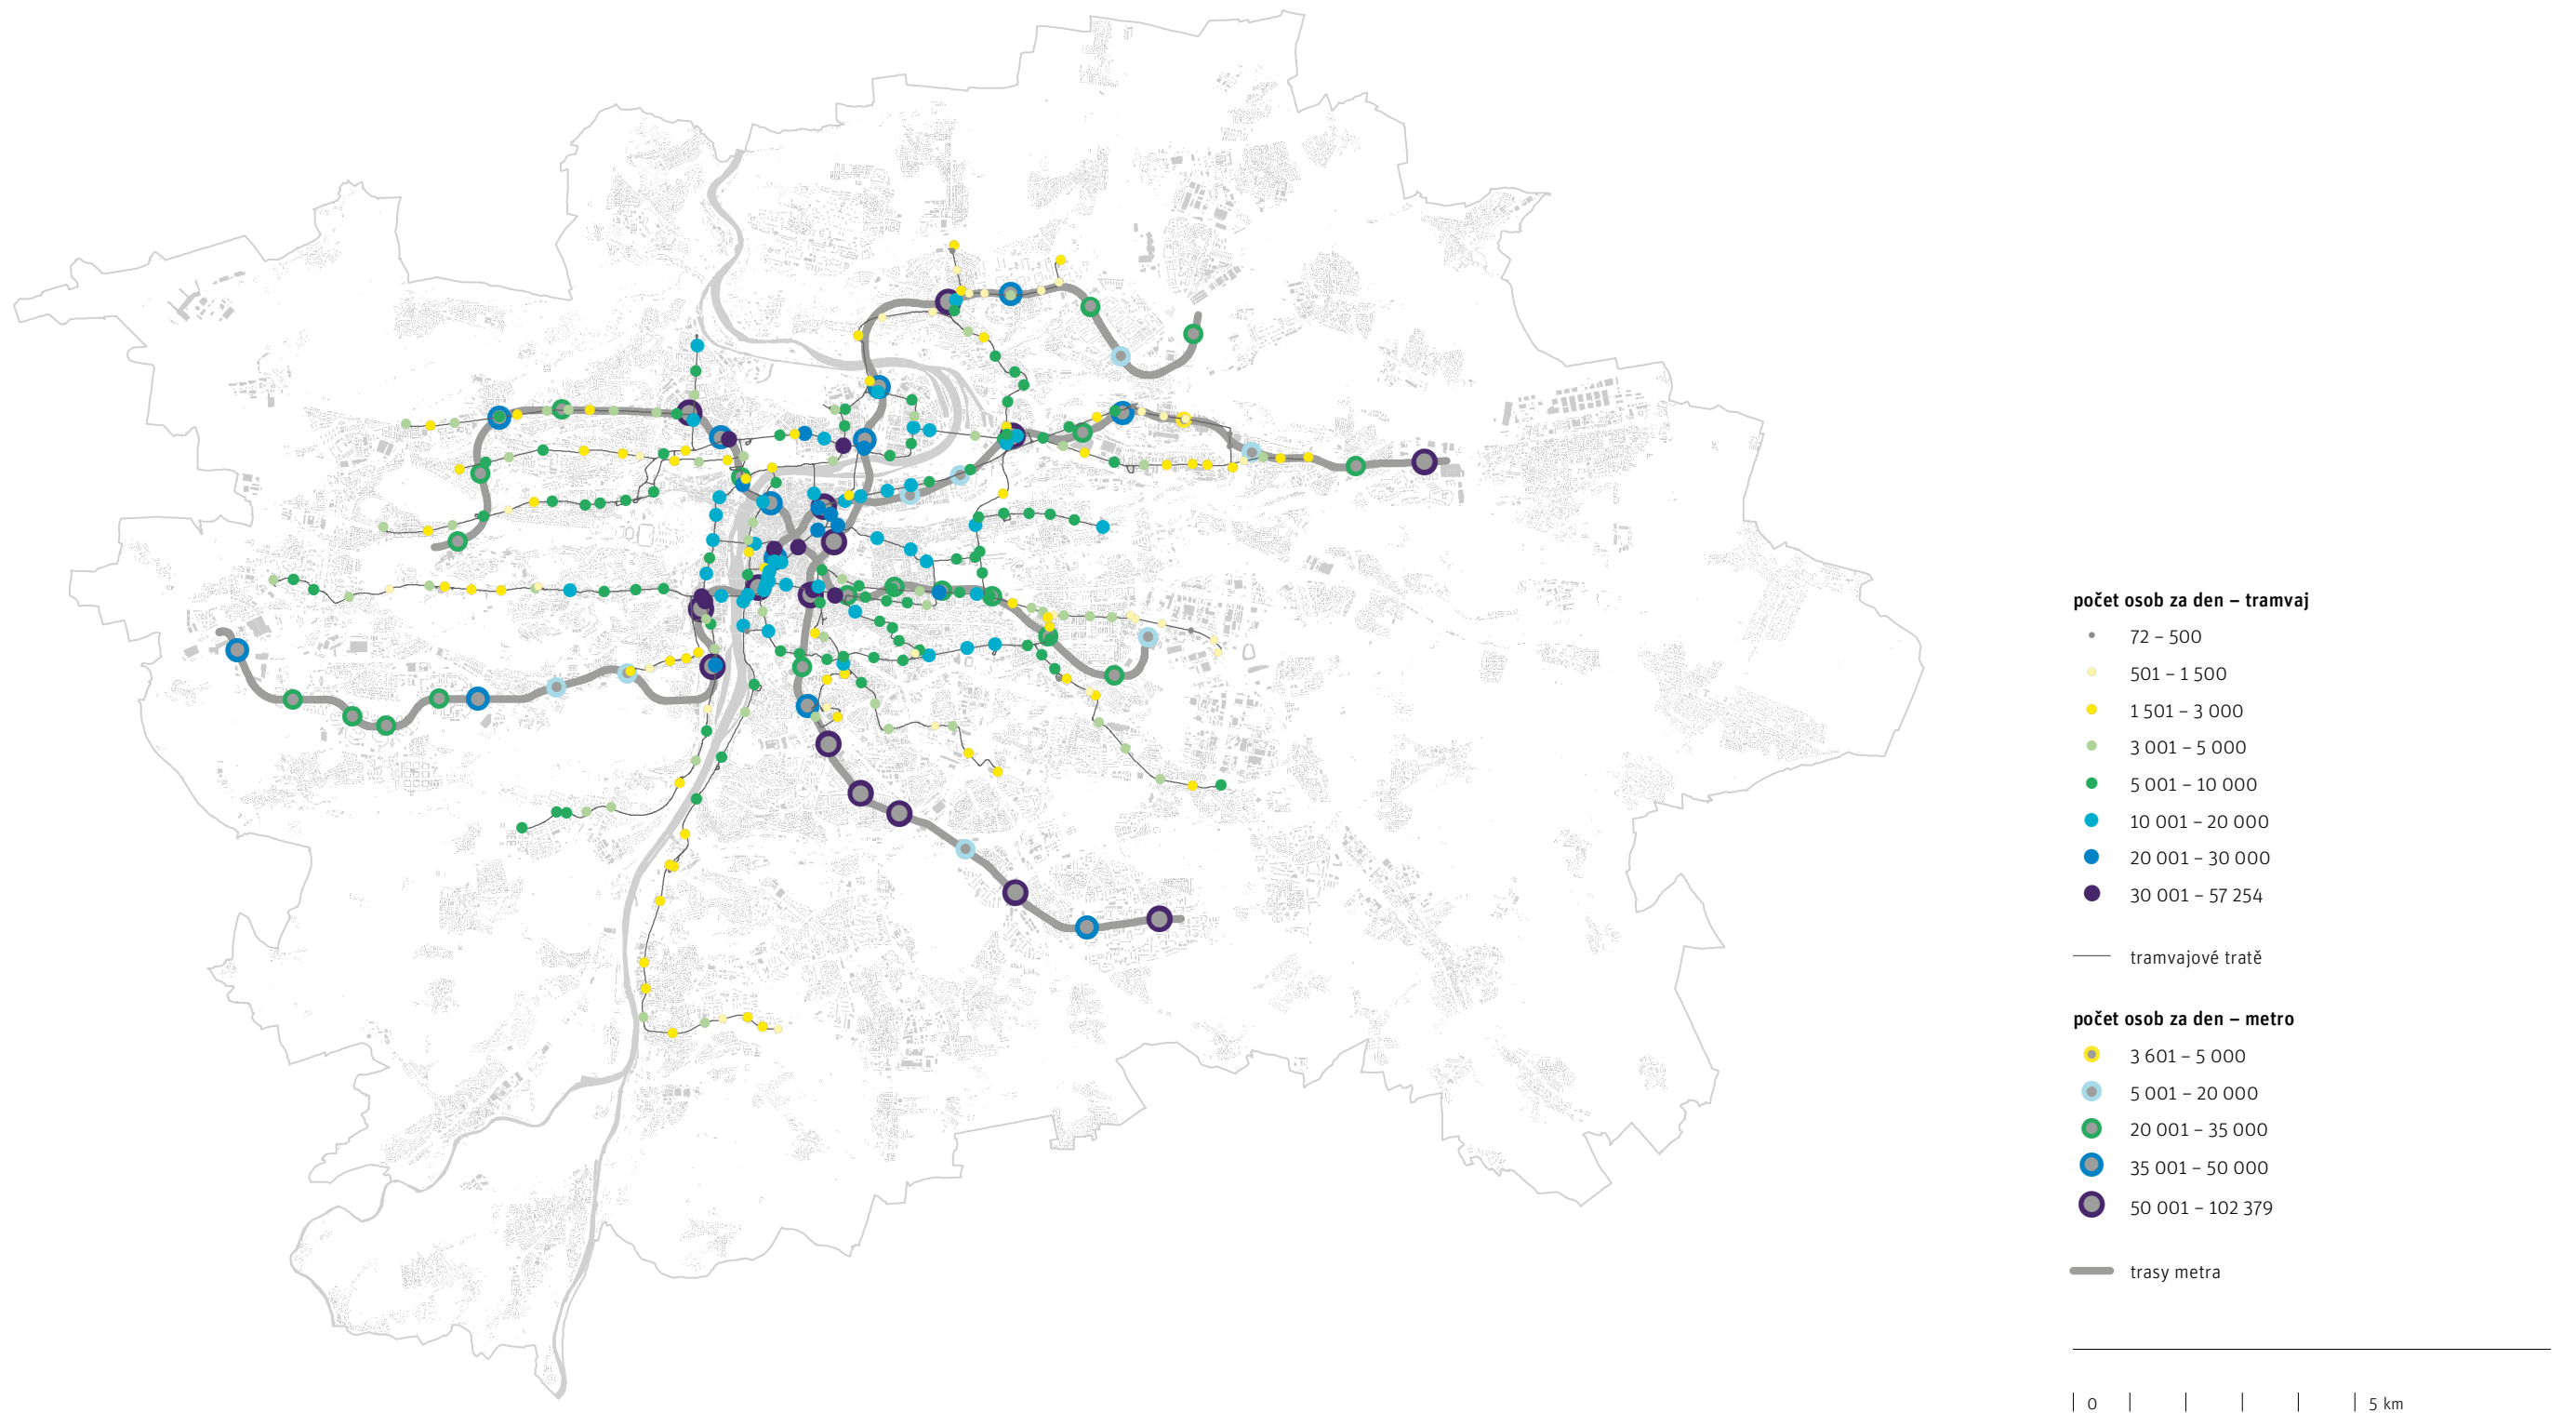 počet osob za den – tramvaj
72 – 500
501 – 1 500
1 501 – 3 000
3 001 – 5 000
5 001 – 10 000
10 001 – 20 000
20 001 – 30 000
30 001 – 57 254
tramvajové tratě
počet osob za den – metro
3 601 – 5 000
5 001 – 20 000
20 001 – 35 000
35 001 – 50 000
50 001 – 102 379
trasy metra
0 5 km